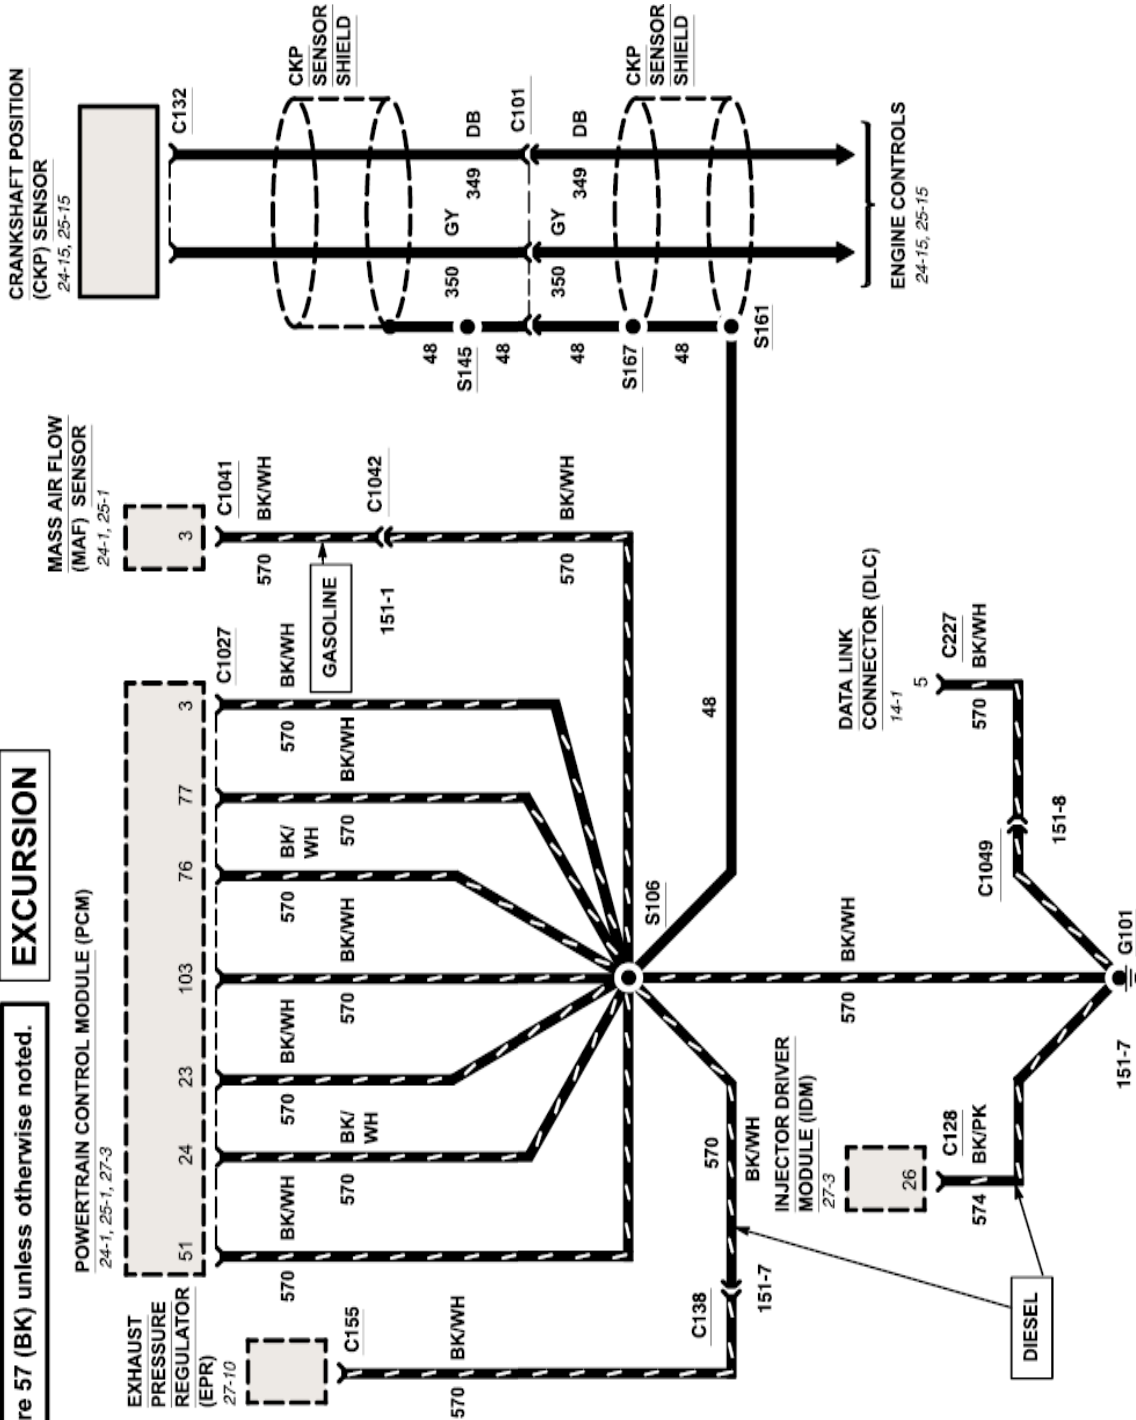 re 57 (BK) unless otherwise noted.
EXCURSION
EXHAUST
PRESSURE
REGULATOR
(EPR)
27-10
C155
570
BK/WH
C138
151-7
570
BK/WH
DIESEL
POWERTRAIN CONTROL MODULE (PCM)
24-1, 25-1, 27-3
51
24
23
103
76
77
3
C1027
570
BK/WH
570
BK/
WH
570
BK/WH
570
BK/WH
570
BK/
WH
570
BK/WH
570
BK/WH
MASS AIR FLOW
(MAF) SENSOR
24-1, 25-1
3
C1041
570
BK/WH
GASOLINE
C1042
151-1
570
BK/WH
S106
48
CRANKSHAFT POSITION
(CKP) SENSOR
24-15, 25-15
C132
CKP
SENSOR
SHIELD
48
S145
48
350
GY
349
DB
C101
48
S167
48
350
GY
349
DB
CKP
SENSOR
SHIELD
S161
ENGINE CONTROLS
24-15, 25-15
INJECTOR DRIVER
MODULE (IDM)
27-3
26
C128
574
BK/PK
570
BK/WH
DATA LINK
CONNECTOR (DLC)
14-1
5
C227
570
BK/WH
C1049
151-8
151-7
G101